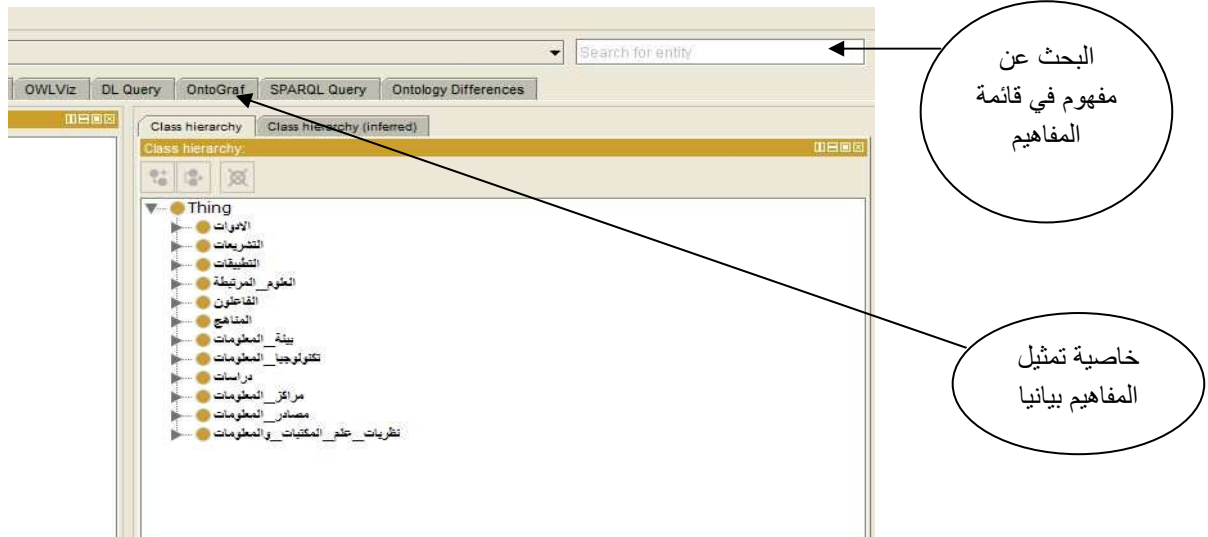 Search for entity
OWLViz DL Query OntoGraf SPARQL Query Ontology Differences
Class hierarchy Class hierarchy (inferred)
Class hierarchy:
Thing
الادوات
التشريعات
التطبيقات
العلوم_المرتبطة
الفاعلون
المناهج
بيئة_المعلومات
تكنولوجيا_المعلومات
دراسات
مراكز_المعلومات
مصادر_المعلومات
نظريات_علم_المكتبات_والمعلومات
البحث عن
مفهوم في قائمة
المفاهيم
خاصية تمثيل
المفاهيم بيانيا